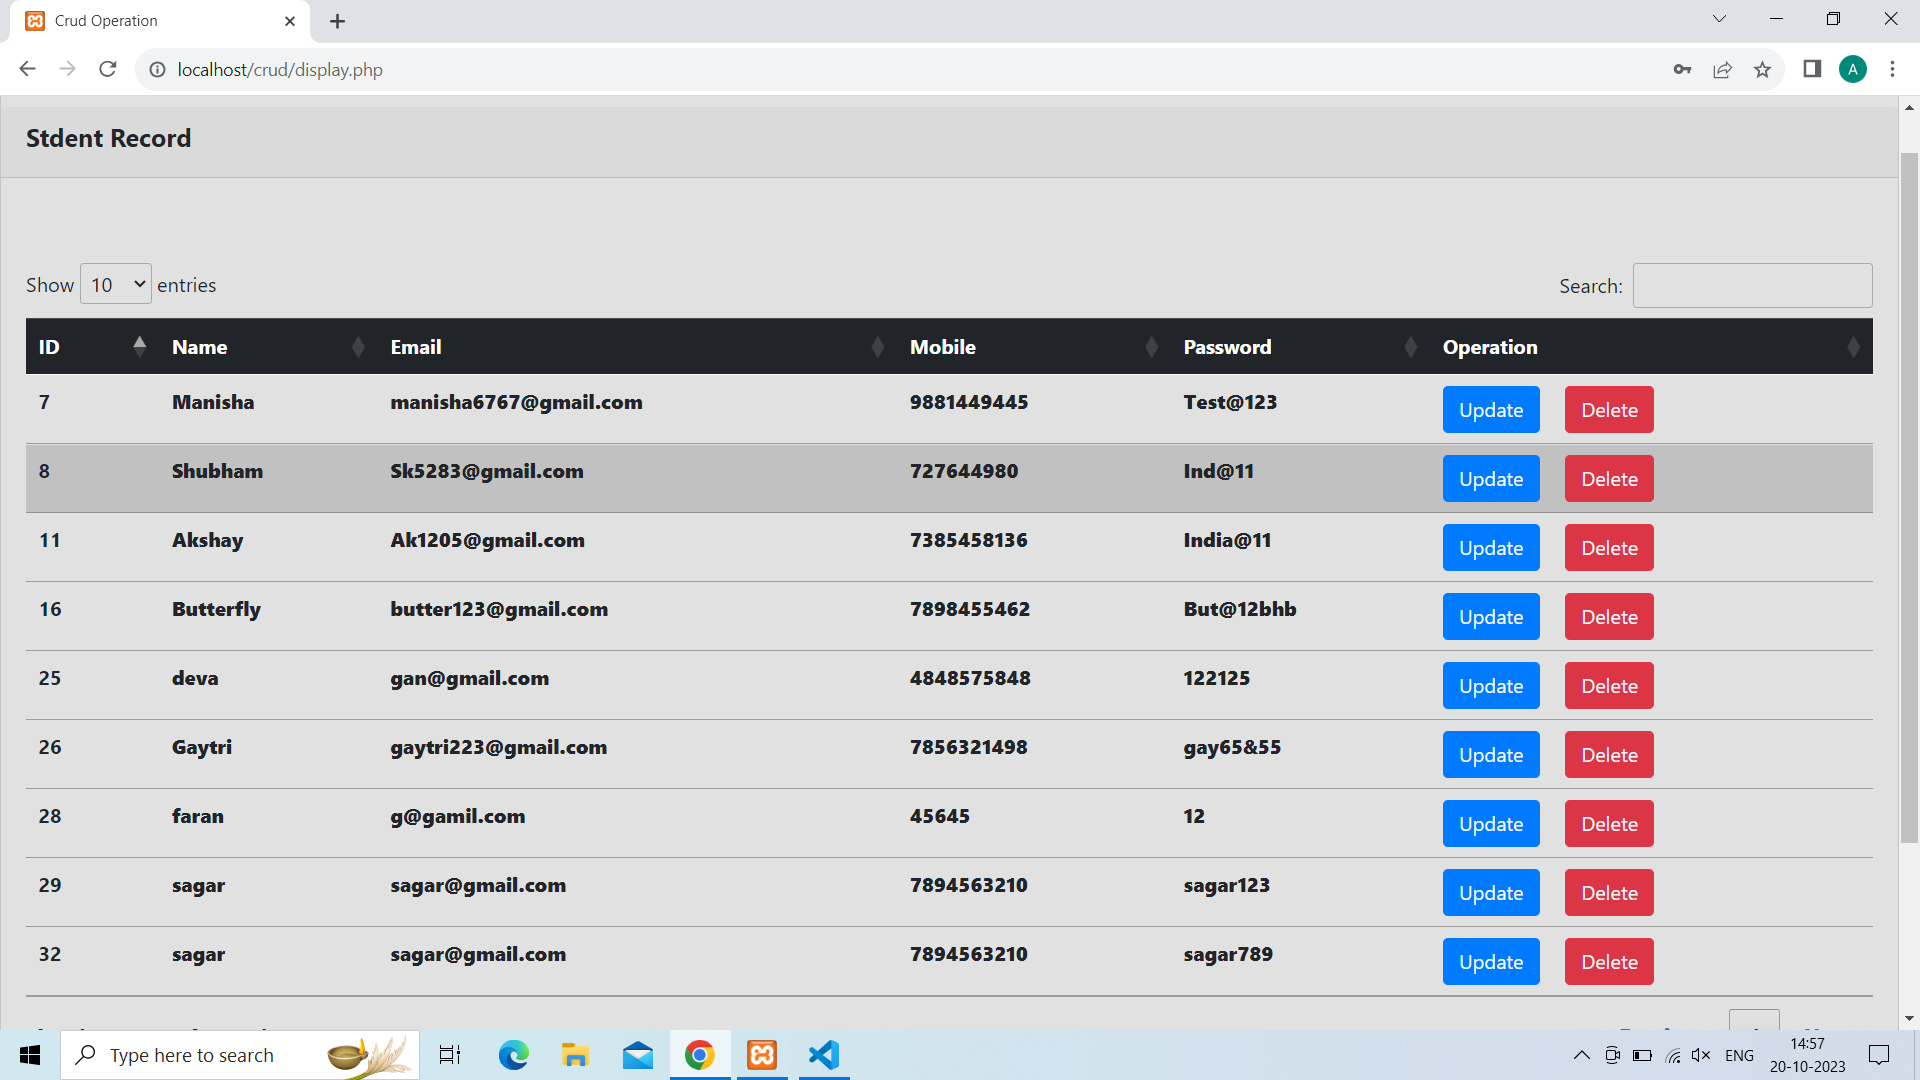 Crud Operation
localhost/crud/display.php
A
Stdent Record
Show 10 entries
Search:
ID Name Email Mobile Password Operation
7 Manisha manisha6767@gmail.com 9881449445 Test@123 Update Delete
8 Shubham Sk5283@gmail.com 727644980 Ind@11 Update Delete
11 Akshay Ak1205@gmail.com 7385458136 India@11 Update Delete
16 Butterfly butter123@gmail.com 7898455462 But@12bhb Update Delete
25 deva gan@gmail.com 4848575848 122125 Update Delete
26 Gaytri gaytri223@gmail.com 7856321498 gay65&55 Update Delete
28 faran g@gamil.com 45645 12 Update Delete
29 sagar sagar@gmail.com 7894563210 sagar123 Update Delete
32 sagar sagar@gmail.com 7894563210 sagar789 Update Delete
Type here to search
ENG
14:57
20-10-2023